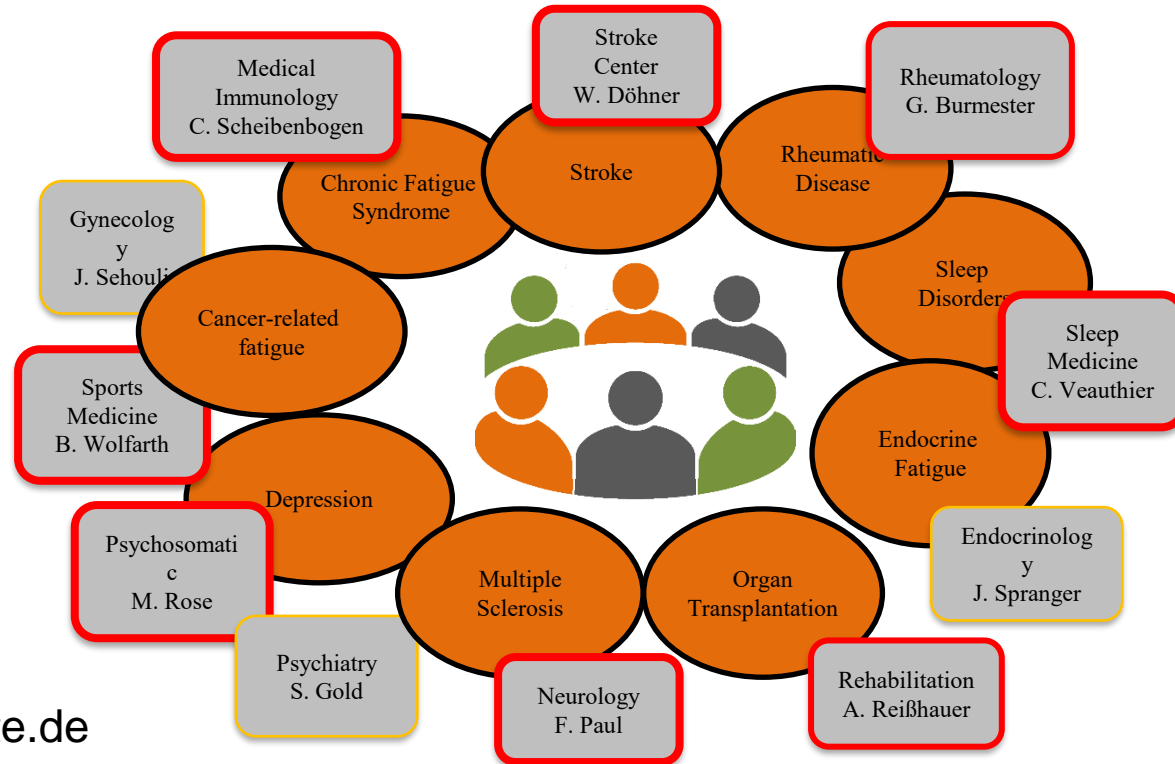 Medical
Immunology
C. Scheibenbogen
Stroke
Center
W. Döhner
Rheumatology
G. Burmester
Chronic Fatigue
Syndrome
Stroke
Rheumatic
Disease
Gynecolog
y
J. Sehouli
Cancer-related
fatigue
Sleep
Disorders
Sleep
Medicine
C. Veauthier
Sports
Medicine
B. Wolfarth
Endocrine
Fatigue
Depression
Psychosomati
c
M. Rose
Multiple
Sclerosis
Organ
Transplantation
Endocrinolog
y
J. Spranger
Psychiatry
S. Gold
Neurology
F. Paul
Rehabilitation
A. Reißhauer
e.de